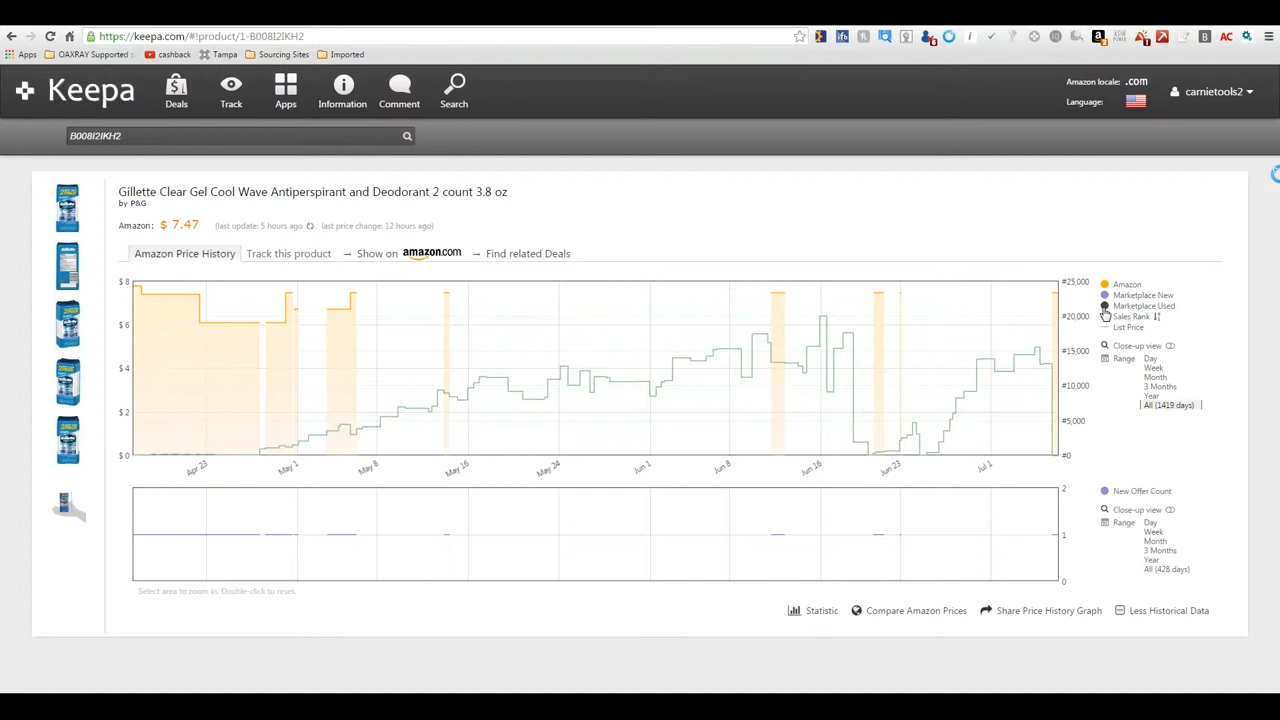 https://keepa.com/#!product/1-B008I2IKH2
Apps OAXRAY Supported cashback Tampa Sourcing Sites Imported
Keepa
Deals Track Apps Information Comment Search
Amazon locale: .com
Language:
carnietools2
B008I2IKH2
Gillette Clear Gel Cool Wave Antiperspirant and Deodorant 2 count 3.8 oz
by P&G
Amazon: $ 7.47 (last update: 5 hours ago , last price change: 12 hours ago)
Amazon Price History Track this product → Show on amazon.com → Find related Deals
$ 8
$ 6
$ 4
$ 2
$ 0
#25,000
#20,000
#15,000
#10,000
#5,000
#0
Apr 23 May 1 May 8 May 16 May 24 Jun 1 Jun 8 Jun 16 Jun 23 Jul 1
Amazon
Marketplace New
Marketplace Used
Sales Rank
List Price
Close-up view
Range Day
Week
Month
3 Months
Year
All (1419 days)
2
1
0
New Offer Count
Close-up view
Range Day
Week
Month
3 Months
Year
All (428 days)
Select area to zoom in. Double-click to reset.
Statistic Compare Amazon Prices Share Price History Graph Less Historical Data